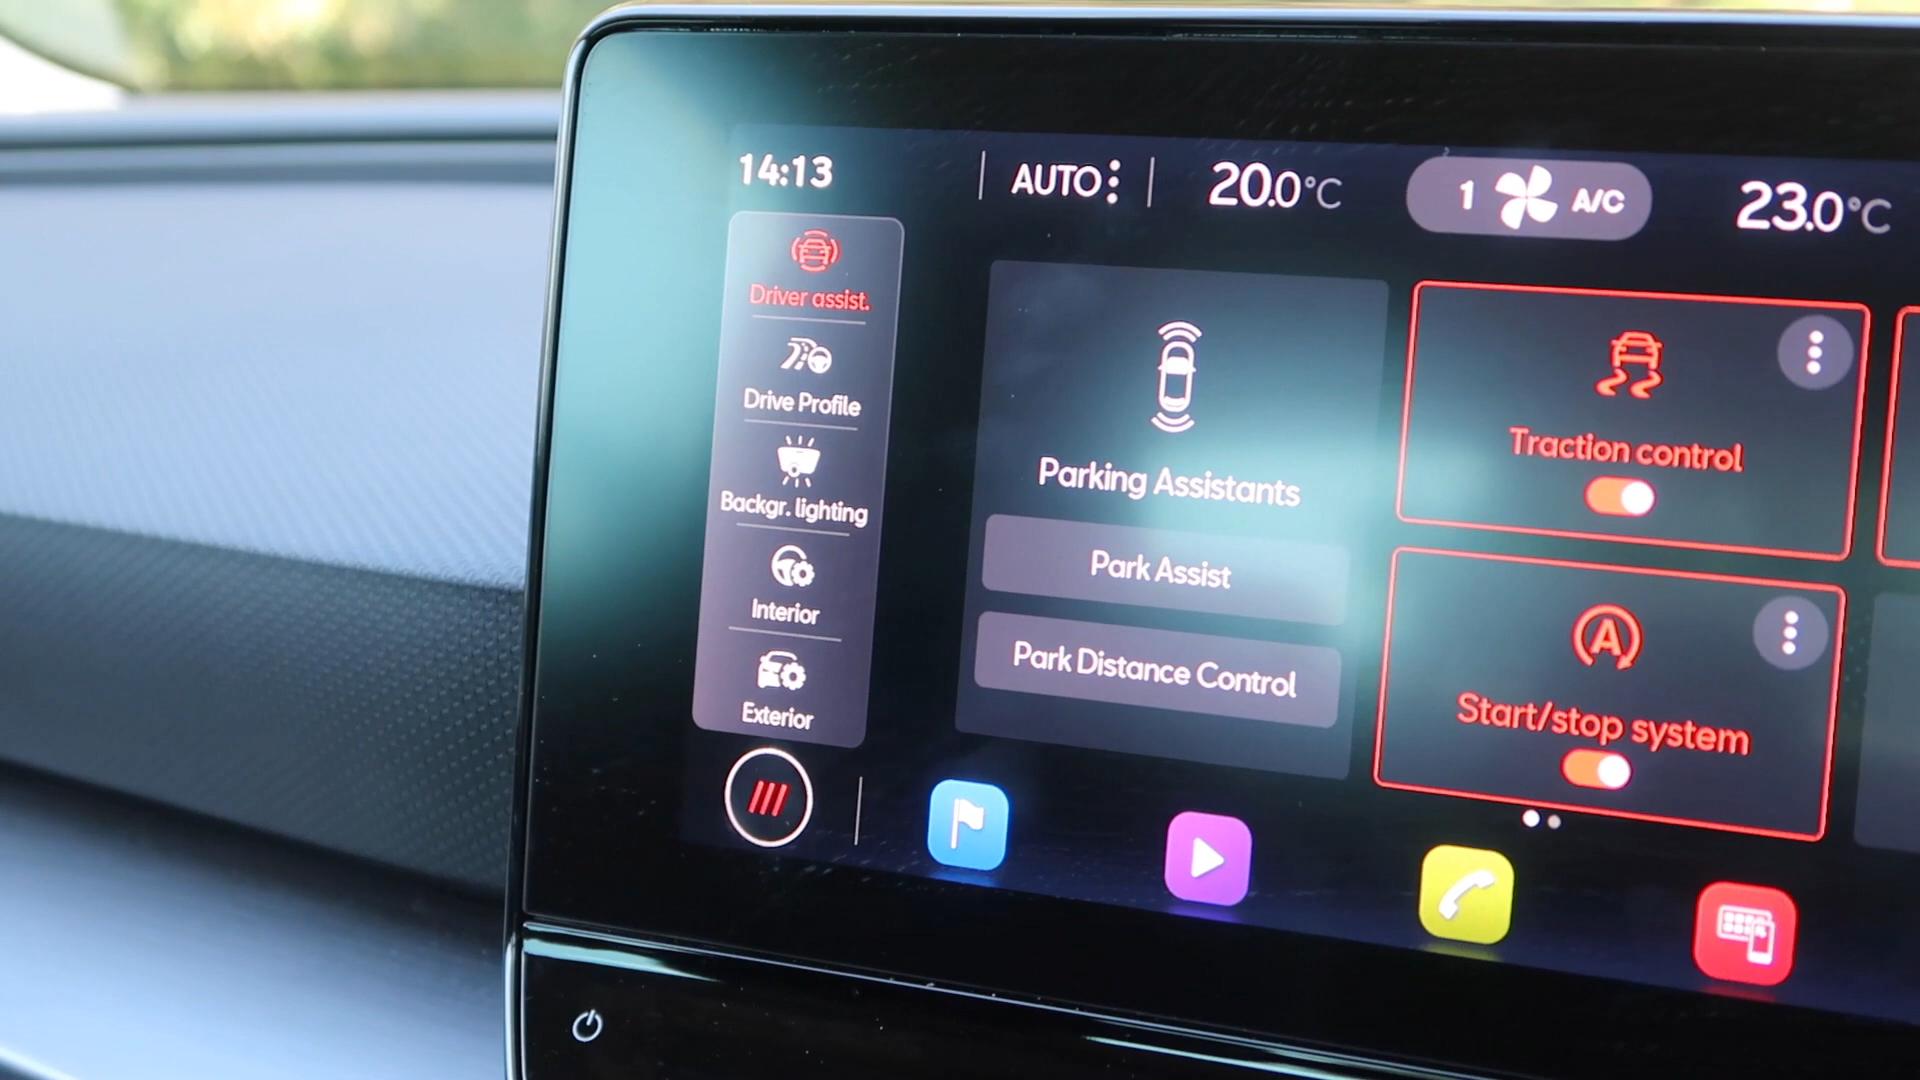 14:13
AUTO
20.0°C
1 A/C
23.0°C
Driver assist.
Drive Profile
Backgr. lighting
Interior
Exterior
Parking Assistants
Park Assist
Park Distance Control
Traction control
A
Start/stop system